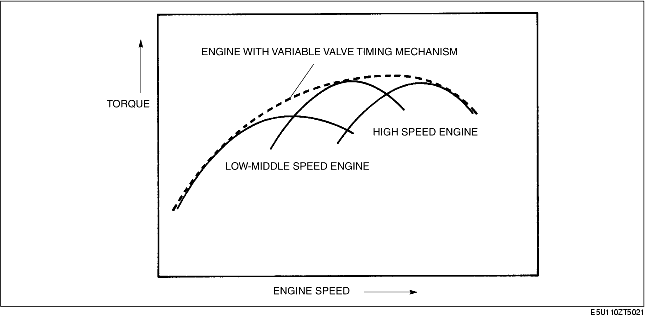 ENGINE WITH VARIABLE VALVE TIMING MECHANISM
TORQUE
HIGH SPEED ENGINE
LOW-MIDDLE SPEED ENGINE
ENGINE SPEED
E5U110ZT5021